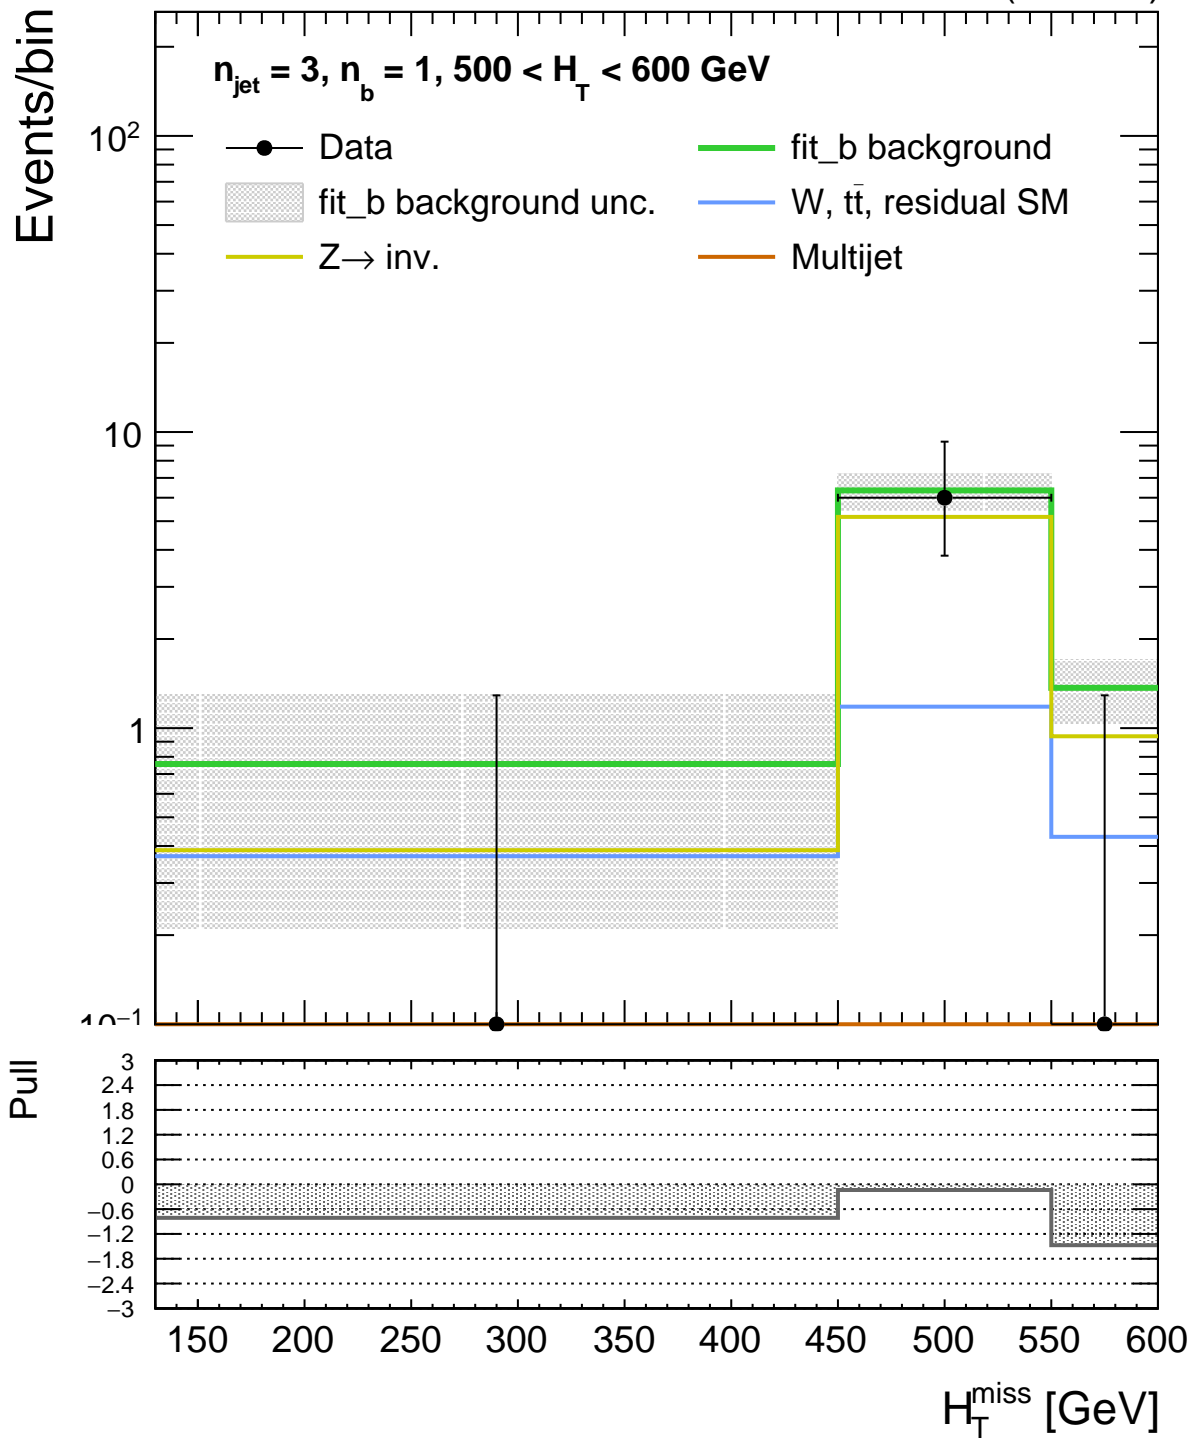 n_jet = 3, n_b = 1, 500 < H_T < 600 GeV
Data
fit_b background
fit_b background unc.
W, tt̄, residual SM
Z→ inv.
Multijet
Events/bin
10²
10
1
10⁻¹
Pull
3
2.4
1.8
1.2
0.6
0
−0.6
−1.2
−1.8
−2.4
−3
150 200 250 300 350 400 450 500 550 600
H_T^miss [GeV]